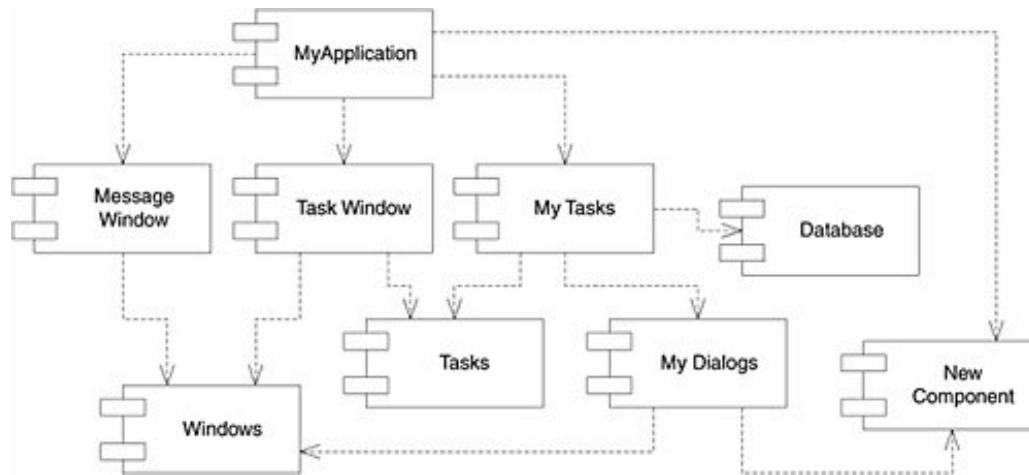 MyApplication
Message
Window
Task Window
My Tasks
Database
Tasks
My Dialogs
New
Component
Windows